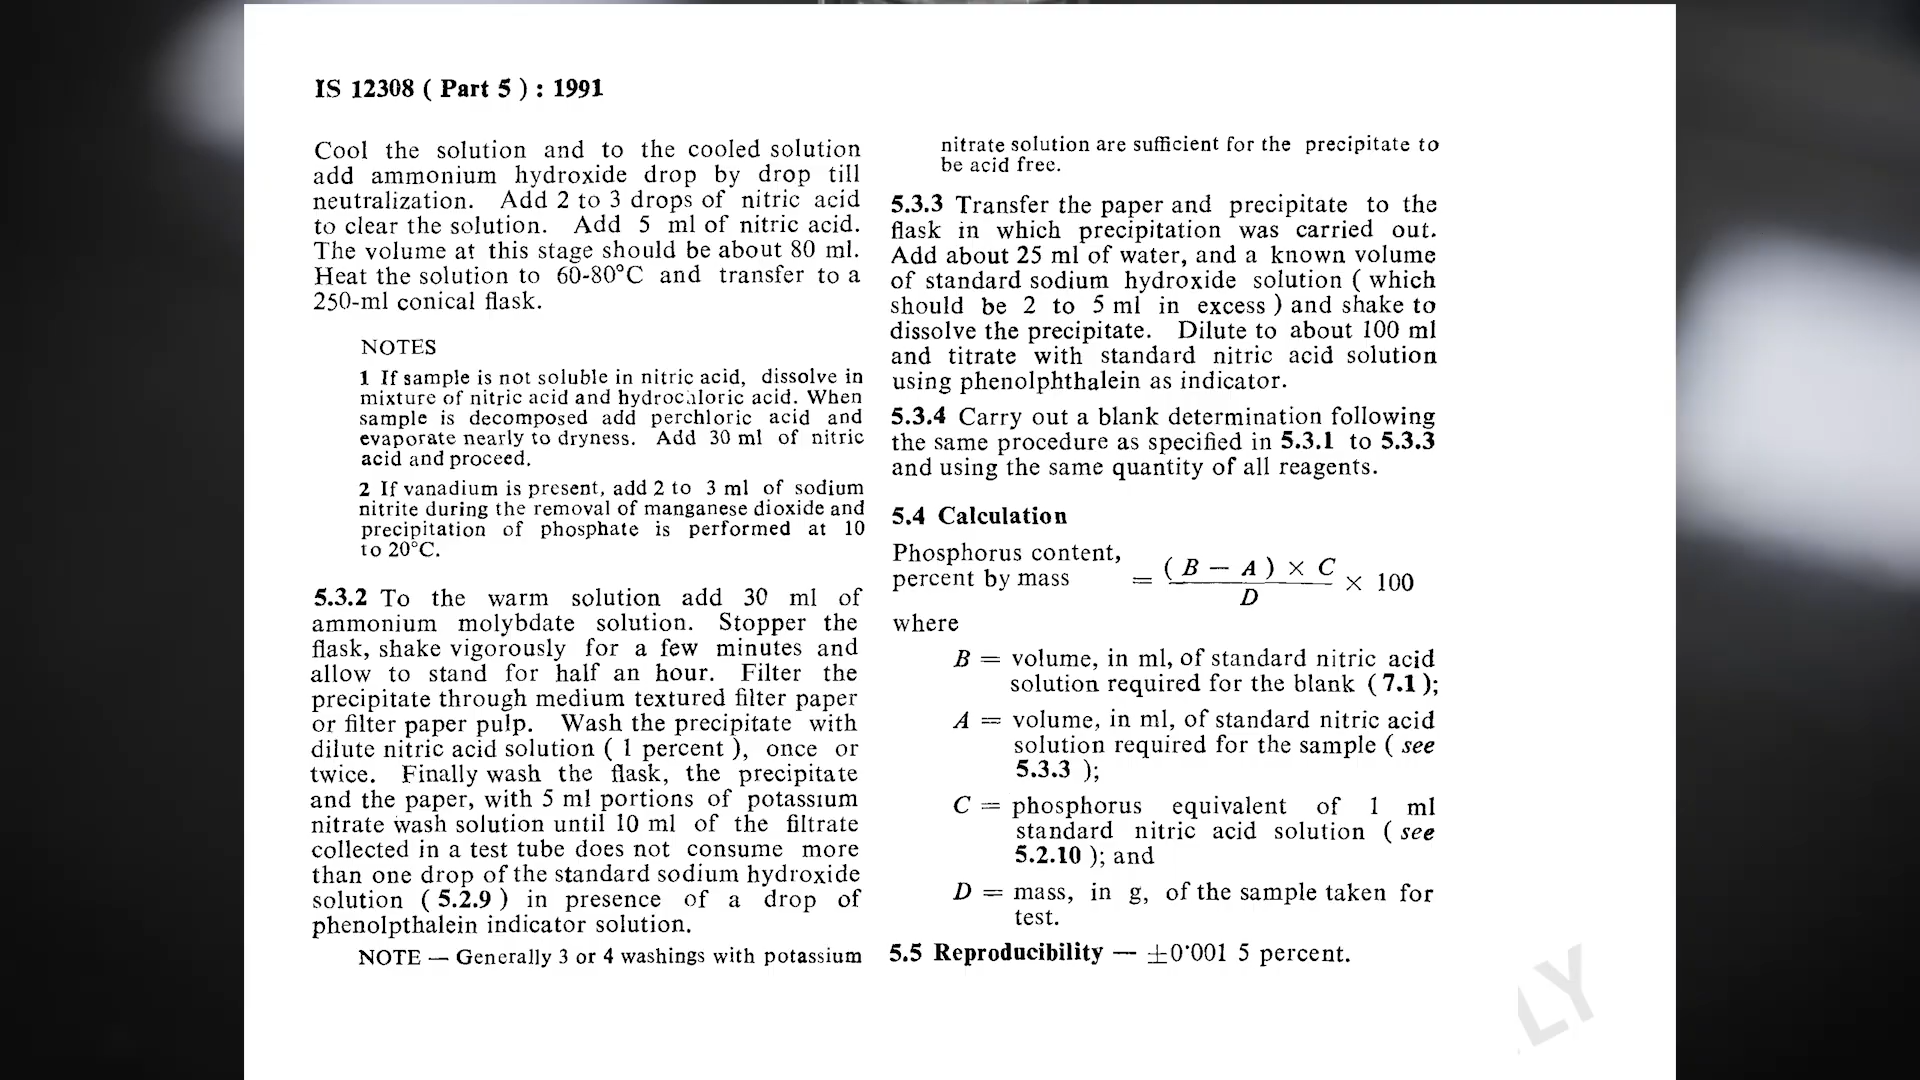 IS 12308 ( Part 5 ) : 1991
Cool the solution and to the cooled solution
add ammonium hydroxide drop by drop till
neutralization. Add 2 to 3 drops of nitric acid
to clear the solution. Add 5 ml of nitric acid.
The volume at this stage should be about 80 ml.
Heat the solution to 60-80°C and transfer to a
250-ml conical flask.
NOTES
1 If sample is not soluble in nitric acid, dissolve in
mixture of nitric acid and hydrochloric acid. When
sample is decomposed add perchloric acid and
evaporate nearly to dryness. Add 30 ml of nitric
acid and proceed.
2 If vanadium is present, add 2 to 3 ml of sodium
nitrite during the removal of manganese dioxide and
precipitation of phosphate is performed at 10
to 20°C.
5.3.2 To the warm solution add 30 ml of
ammonium molybdate solution. Stopper the
flask, shake vigorously for a few minutes and
allow to stand for half an hour. Filter the
precipitate through medium textured filter paper
or filter paper pulp. Wash the precipitate with
dilute nitric acid solution ( 1 percent ), once or
twice. Finally wash the flask, the precipitate
and the paper, with 5 ml portions of potassium
nitrate wash solution until 10 ml of the filtrate
collected in a test tube does not consume more
than one drop of the standard sodium hydroxide
solution ( 5.2.9 ) in presence of a drop of
phenolpthalein indicator solution.
NOTE — Generally 3 or 4 washings with potassium
nitrate solution are sufficient for the precipitate to
be acid free.
5.3.3 Transfer the paper and precipitate to the
flask in which precipitation was carried out.
Add about 25 ml of water, and a known volume
of standard sodium hydroxide solution ( which
should be 2 to 5 ml in excess ) and shake to
dissolve the precipitate. Dilute to about 100 ml
and titrate with standard nitric acid solution
using phenolphthalein as indicator.
5.3.4 Carry out a blank determination following
the same procedure as specified in 5.3.1 to 5.3.3
and using the same quantity of all reagents.
5.4 Calculation
Phosphorus content,
percent by mass = ( B — A ) × C / D × 100
where
B = volume, in ml, of standard nitric acid
solution required for the blank ( 7.1 );
A = volume, in ml, of standard nitric acid
solution required for the sample ( see
5.3.3 );
C = phosphorus equivalent of 1 ml
standard nitric acid solution ( see
5.2.10 ); and
D = mass, in g, of the sample taken for
test.
5.5 Reproducibility — ±0·001 5 percent.
LY